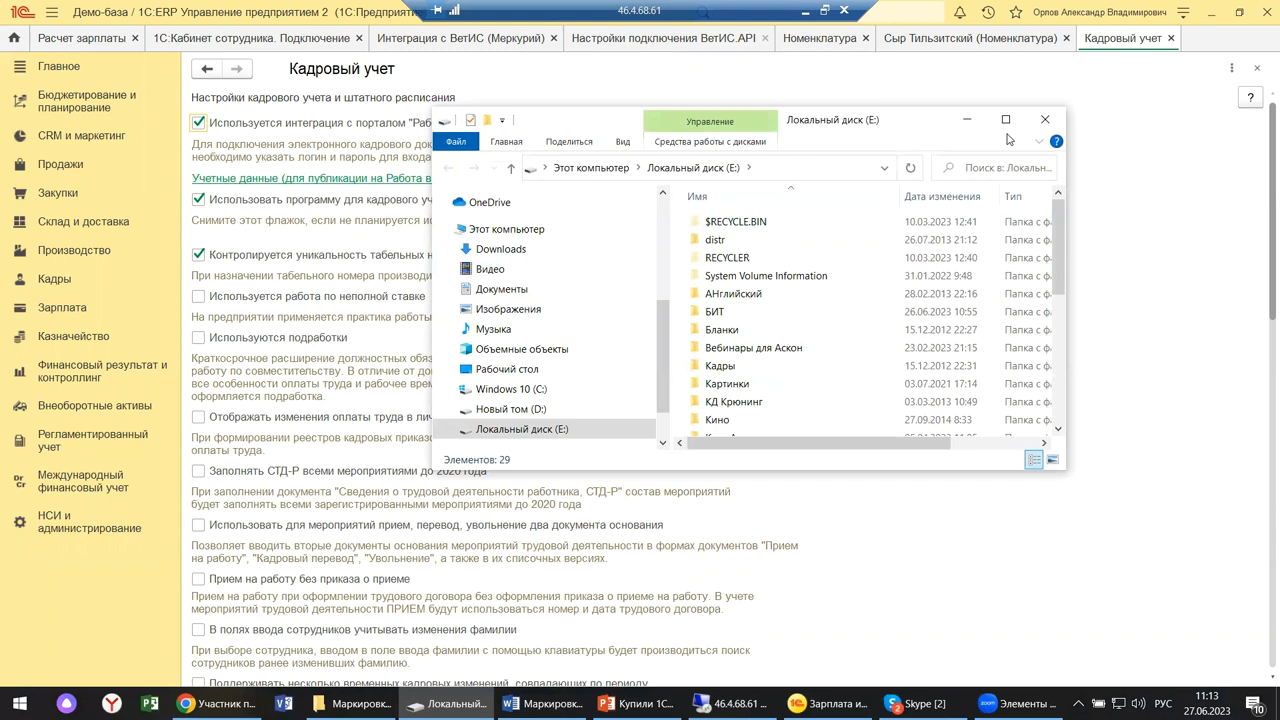 Демо-база / 1С:ERP Управление предприятием 2 (1С:Предприятие
46.4.68.61
Орлов Александр Владимирович
Расчет зарплаты
1С:Кабинет сотрудника. Подключение
Интеграция с ВетИС (Меркурий)
Настройки подключения ВетИС.API
Номенклатура
Сыр Тильзитский (Номенклатура)
Кадровый учет
Главное
Бюджетирование и
планирование
CRM и маркетинг
Продажи
Закупки
Склад и доставка
Производство
Кадры
Зарплата
Казначейство
Финансовый результат и
контроллинг
Внеоборотные активы
Регламентированный
учет
Международный
финансовый учет
НСИ и
администрирование
Кадровый учет
?
Настройки кадрового учета и штатного расписания
Используется интеграция с порталом "Раб
Для подключения электронного кадрового док
необходимо указать логин и пароль для входа
Учетные данные (для публикации на Работа в
Использовать программу для кадрового уч
Снимите этот флажок, если не планируется ис
Контролируется уникальность табельных н
При назначении табельного номера производи
Используется работа по неполной ставке
На предприятии применяется практика работы
Используются подработки
Краткосрочное расширение должностных обяз
работу по совместительству. В отличие от до
все особенности оплаты труда и рабочее врем
оформляется подработка.
Отображать изменения оплаты труда в лич
При формировании реестров кадровых приказо
оплаты труда.
Заполнять СТД-Р всеми мероприятиями до 2020 года
При заполнении документа "Сведения о трудовой деятельности работника, СТД-Р" состав мероприятий
будет заполнять всеми зарегистрированными мероприятиями до 2020 года
Использовать для мероприятий прием, перевод, увольнение два документа основания
Позволяет вводить вторые документы основания мероприятий трудовой деятельности в формах документов "Прием
на работу", "Кадровый перевод", "Увольнение", а также в их списочных версиях.
Прием на работу без приказа о приеме
Прием на работу при оформлении трудового договора без оформления приказа о приеме на работу. В учете
мероприятий трудовой деятельности ПРИЕМ будут использоваться номер и дата трудового договора.
В полях ввода сотрудников учитывать изменения фамилии
При выборе сотрудника, вводом в поле ввода фамилии с помощью клавиатуры будет производиться поиск
сотрудников ранее изменивших фамилию.
Поддерживать несколько временных кадровых изменений, совпадающих по периоду
Управление
Локальный диск (E:)
Файл
Главная
Поделиться
Вид
Средства работы с дисками
Этот компьютер
Локальный диск (E:)
Поиск в: Локальн...
OneDrive
Этот компьютер
Downloads
Видео
Документы
Изображения
Музыка
Объемные объекты
Рабочий стол
Windows 10 (C:)
Новый том (D:)
Локальный диск (E:)
Имя
Дата изменения
Тип
$RECYCLE.BIN 10.03.2023 12:41 Папка с ф
distr 26.07.2013 21:12 Папка с ф
RECYCLER 10.03.2023 12:40 Папка с ф
System Volume Information 31.01.2022 9:48 Папка с ф
АНглийский 28.02.2013 22:16 Папка с ф
БИТ 26.06.2023 10:55 Папка с ф
Бланки 15.12.2012 22:27 Папка с ф
Вебинары для Аскон 23.02.2023 21:15 Папка с ф
Кадры 15.12.2012 22:31 Папка с ф
Картинки 03.07.2021 17:14 Папка с ф
КД Крюнинг 03.03.2013 10:49 Папка с ф
Кино 27.09.2014 8:33 Папка с ф
Элементов: 29
Участник п...
Маркировк...
Локальный...
Маркировк...
Купили 1С...
46.4.68.61 ...
Зарплата и...
Skype [2]
Элементы ...
РУС
11:13
27.06.2023